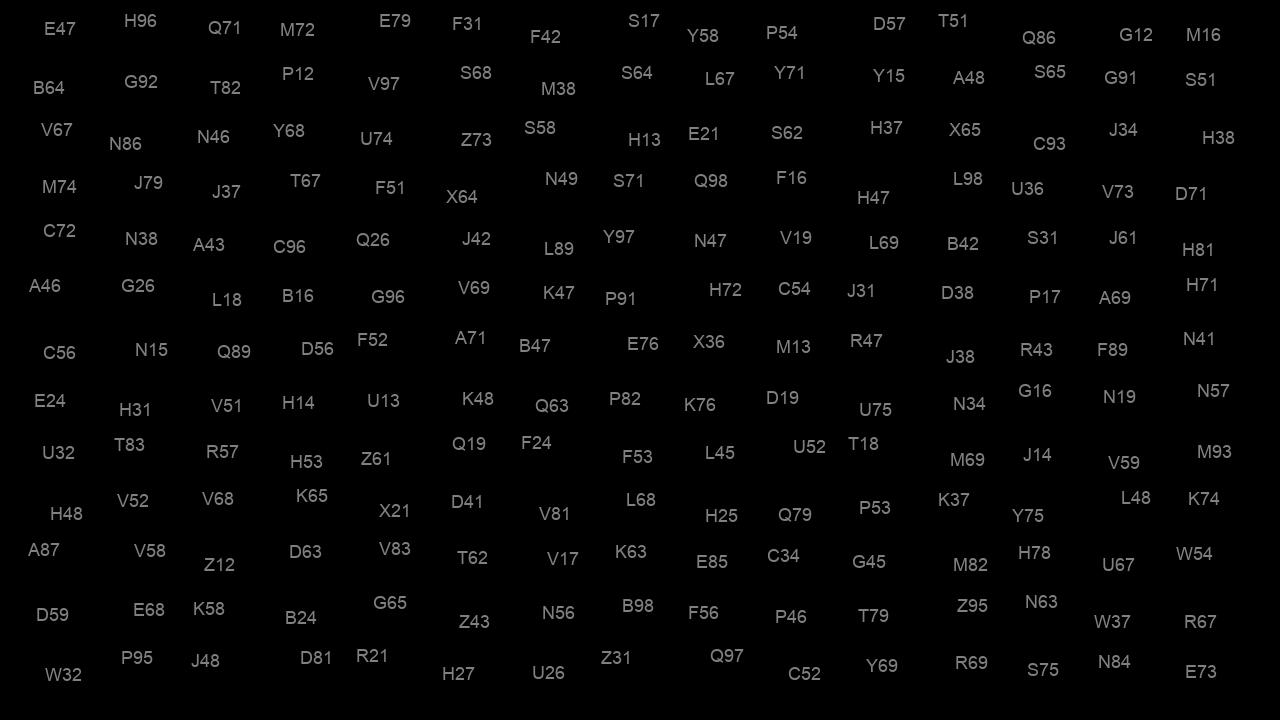 E47 H96 Q71 M72 E79 F31 F42 S17 Y58 P54 D57 T51 Q86 G12 M16
B64 G92 T82 P12 V97 S68 M38 S64 L67 Y71 Y15 A48 S65 G91 S51
V67 N86 N46 Y68 U74 Z73 S58 H13 E21 S62 H37 X65 C93 J34 H38
M74 J79 J37 T67 F51 X64 N49 S71 Q98 F16 H47 L98 U36 V73 D71
C72 N38 A43 C96 Q26 J42 L89 Y97 N47 V19 L69 B42 S31 J61 H81
A46 G26 L18 B16 G96 V69 K47 P91 H72 C54 J31 D38 P17 A69 H71
C56 N15 Q89 D56 F52 A71 B47 E76 X36 M13 R47 J38 R43 F89 N41
E24 H31 V51 H14 U13 K48 Q63 P82 K76 D19 U75 N34 G16 N19 N57
U32 T83 R57 H53 Z61 Q19 F24 F53 L45 U52 T18 M69 J14 V59 M93
H48 V52 V68 K65 X21 D41 V81 L68 H25 Q79 P53 K37 Y75 L48 K74
A87 V58 Z12 D63 V83 T62 V17 K63 E85 C34 G45 M82 H78 U67 W54
D59 E68 K58 B24 G65 Z43 N56 B98 F56 P46 T79 Z95 N63 W37 R67
W32 P95 J48 D81 R21 H27 U26 Z31 Q97 C52 Y69 R69 S75 N84 E73